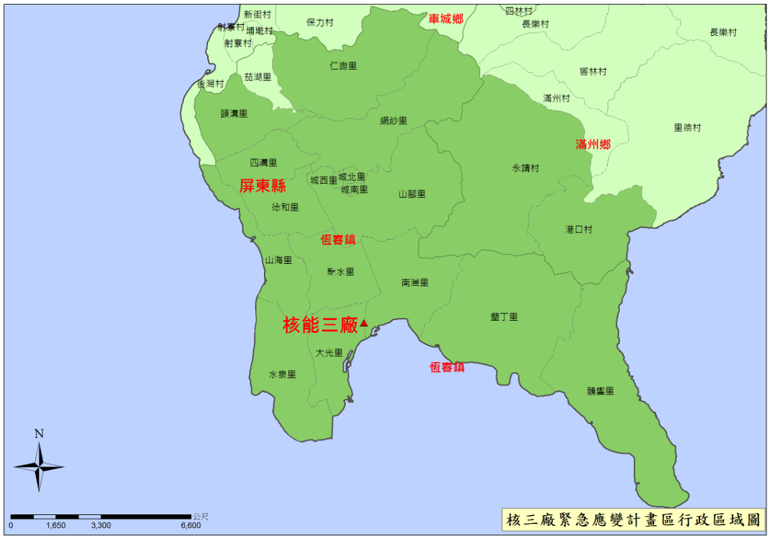 新街村
射寮村
埔墘村
射寮村
保力村
車城鄉
四林村
長樂村
長樂村
後灣村
茄湖里
仁壽里
響林村
滿州村
頭溝里
網紗里
里德村
滿州鄉
四溝里
城西里
城北里
城南里
永靖村
屏東縣
山腳里
德和里
港口村
恆春鎮
山海里
水里
南灣里
核能三廠
墾丁里
大光里
恆春鎮
水泉里
鵝鑾里
N
公尺
0 1,650 3,300 6,600
核三廠緊急應變計畫區行政區域圖